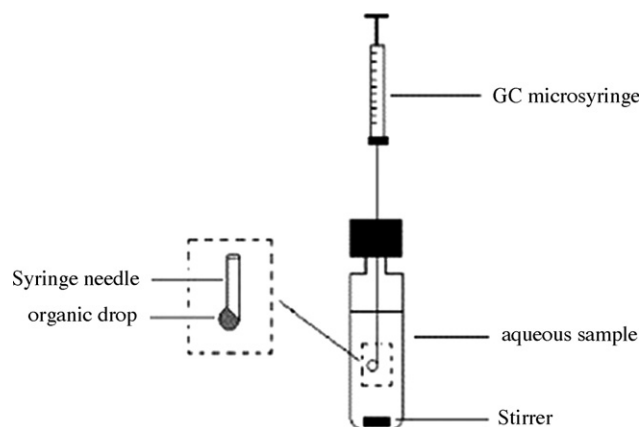 GC microsyringe
Syringe needle
organic drop
aqueous sample
Stirrer